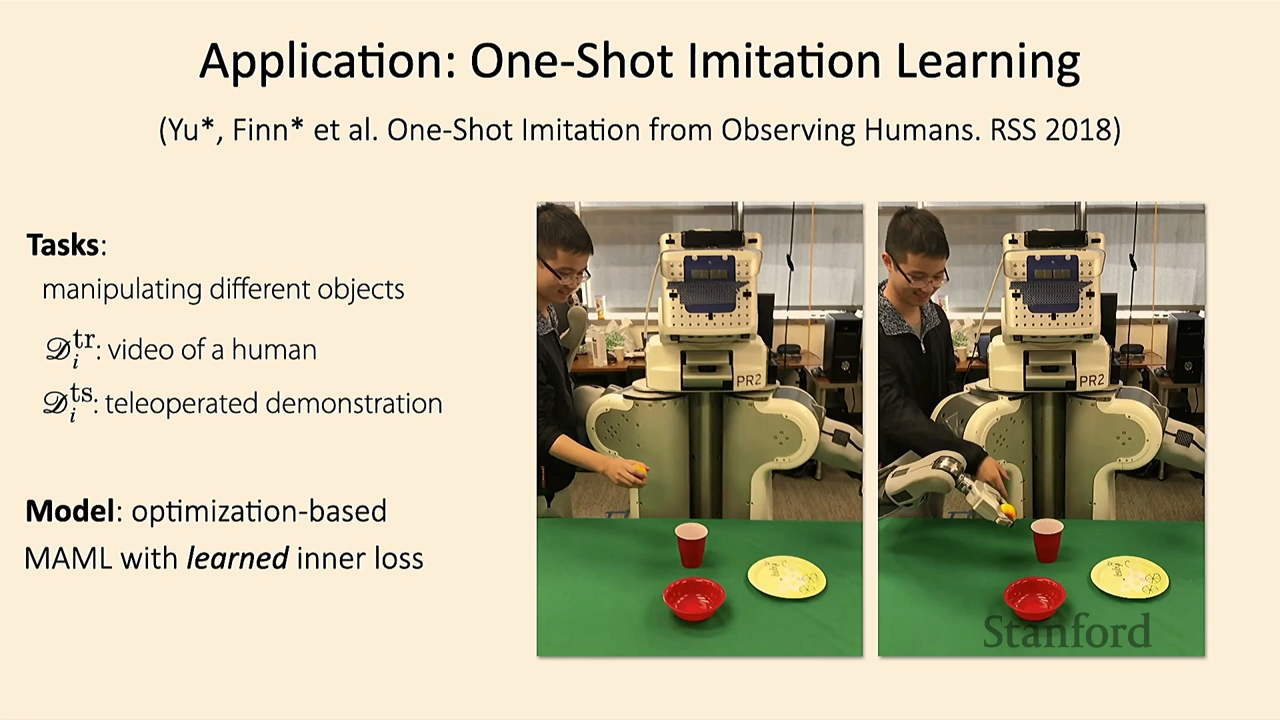 Application: One-Shot Imitation Learning
(Yu*, Finn* et al. One-Shot Imitation from Observing Humans. RSS 2018)
Tasks:
manipulating different objects
𝒟ᵢᵗʳ: video of a human
𝒟ᵢᵗˢ: teleoperated demonstration
Model: optimization-based
MAML with learned inner loss
PR2
PR2
Stanford